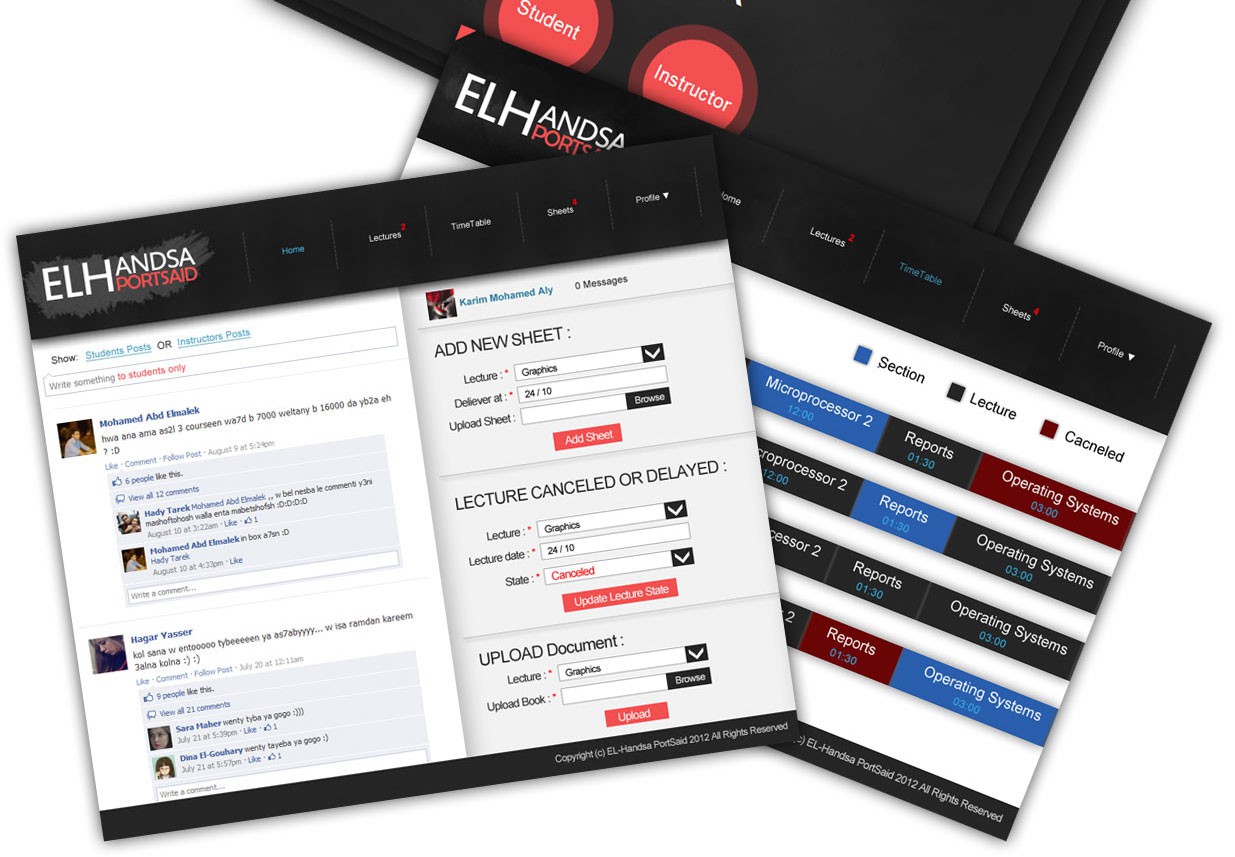 Student
Instructor
ELHANDSA
PORTSAID
Home
Lectures 2
TimeTable
Sheets 4
Profile ▼
Show: Students Posts OR Instructors Posts
Write something to students only
Mohamed Abd Elmalek
hwa ana ama as2l 3 courseen wa7d b 7000 weltany b 16000 da yb2a eh
? :D
Like · Comment · Follow Post · August 9 at 5:24pm
6 people like this.
View all 12 comments
Hady Tarek Mohamed Abd Elmalek ,, w bel nesba le commenti y3ni
mashoftohosh walla enta mabetshofsh :D:D:D:D
August 10 at 3:22am · Like · 1
Mohamed Abd Elmalek in box a7sn :D
Hady Tarek
August 10 at 4:33pm · Like
Write a comment...
Hagar Yasser
kol sana w entooooo tybeeeeen ya as7abyyyy... w isa ramdan kareem
3alna kolna :) :)
Like · Comment · Follow Post · July 20 at 12:11am
9 people like this.
View all 21 comments
Sara Maher wenty tyba ya gogo :)))
July 21 at 5:39pm · Like · 1
Dina El-Gouhary wenty tayeba ya gogo :)
July 21 at 5:57pm · Like · 1
Write a comment...
Karim Mohamed Aly 0 Messages
ADD NEW SHEET :
Lecture : * Graphics
Deliever at : * 24 / 10
Upload Sheet : Browse
Add Sheet
LECTURE CANCELED OR DELAYED :
Lecture : * Graphics
Lecture date : * 24 / 10
State : * Canceled
Update Lecture State
UPLOAD Document :
Lecture : * Graphics
Upload Book : * Browse
Upload
Copyright (c) EL-Handsa PortSaid 2012 All Rights Reserved
ELHANDSA
PORTS
ome
Lectures 2
TimeTable
Sheets 4
Profile ▼
Section
Lecture
Cacneled
Microprocessor 2
12:00
Reports
01:30
Operating Systems
03:00
croprocessor 2
12:00
Reports
01:30
Operating Systems
03:00
cessor 2
Reports
01:30
Operating Systems
03:00
2
Reports
01:30
Operating Systems
03:00
c) EL-Handsa PortSaid 2012 All Rights Reserved